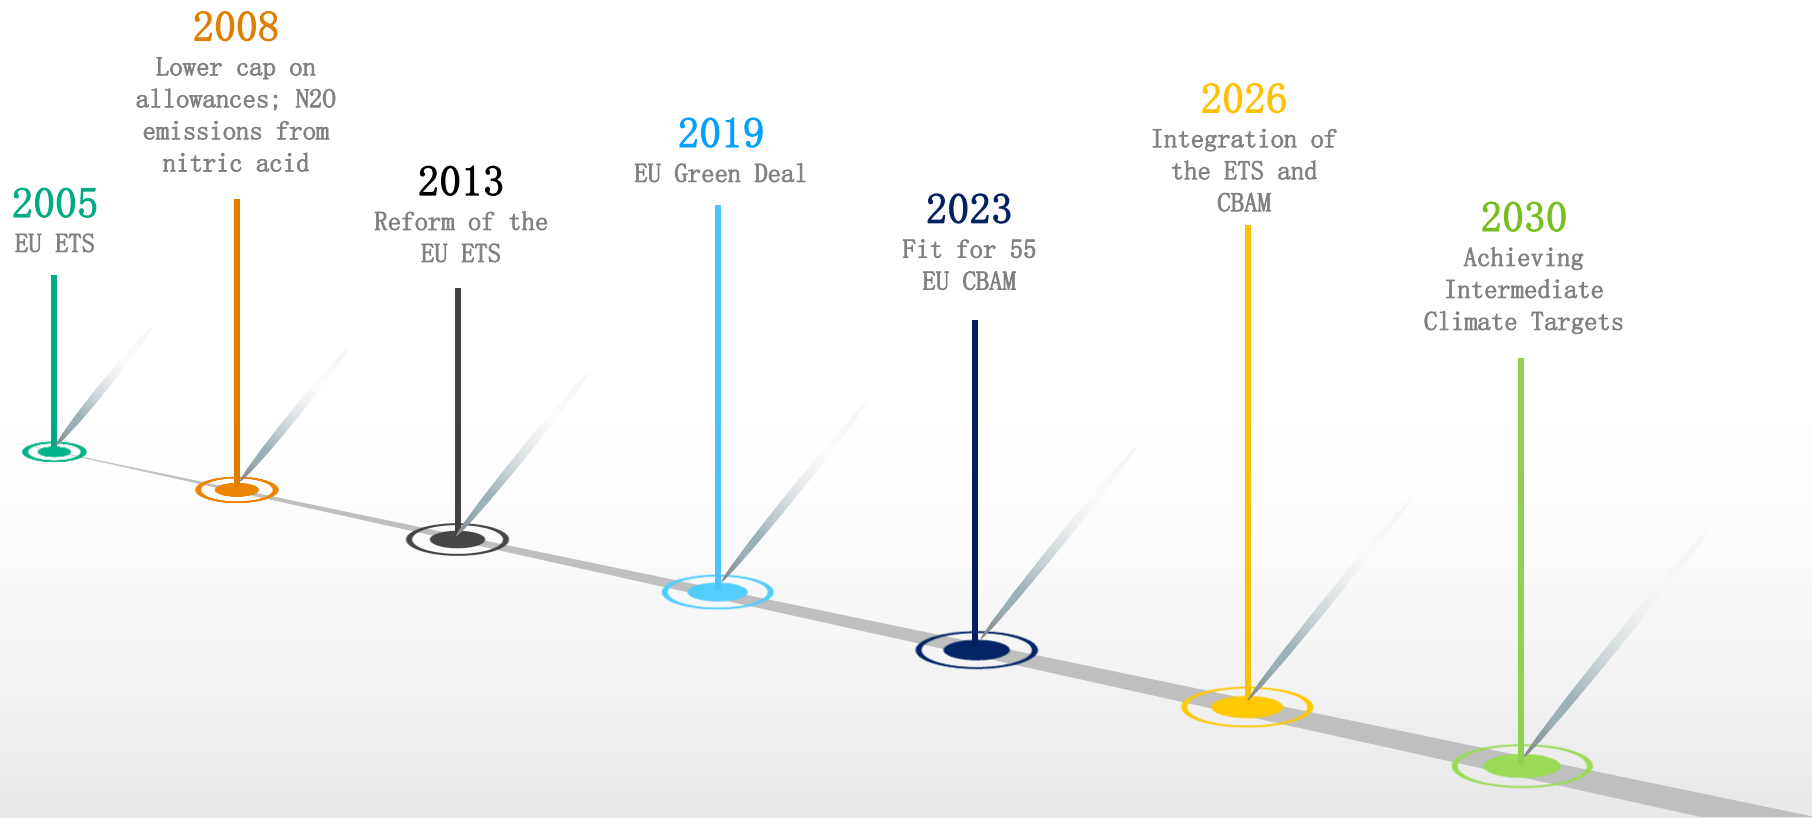 2005
EU ETS
2008
Lower cap on
allowances; N2O
emissions from
nitric acid
2013
Reform of the
EU ETS
2019
EU Green Deal
2023
Fit for 55
EU CBAM
2026
Integration of
the ETS and
CBAM
2030
Achieving
Intermediate
Climate Targets